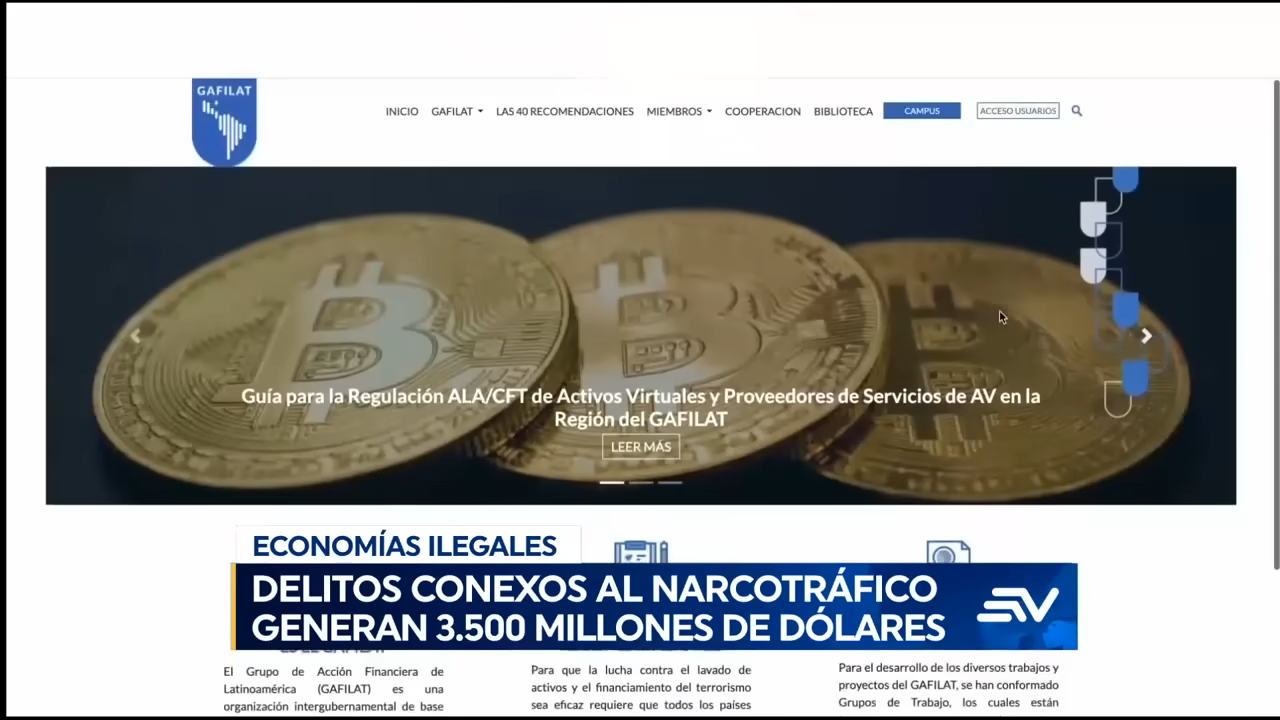 GAFILAT
INICIO GAFILAT LAS 40 RECOMENDACIONES MIEMBROS COOPERACION BIBLIOTECA CAMPUS ACCESO USUARIOS
Guía para la Regulación ALA/CFT de Activos Virtuales y Proveedores de Servicios de AV en la
Región del GAFILAT
LEER MÁS
ECONOMÍAS ILEGALES
DELITOS CONEXOS AL NARCOTRÁFICO
GENERAN 3.500 MILLONES DE DÓLARES
El Grupo de Acción Financiera de
Latinoamérica (GAFILAT) es una
organización intergubernamental de base
Para que la lucha contra el lavado de
activos y el financiamiento del terrorismo
sea eficaz requiere que todos los países
Para el desarrollo de los diversos trabajos y
proyectos del GAFILAT, se han conformado
Grupos de Trabajo, los cuales están